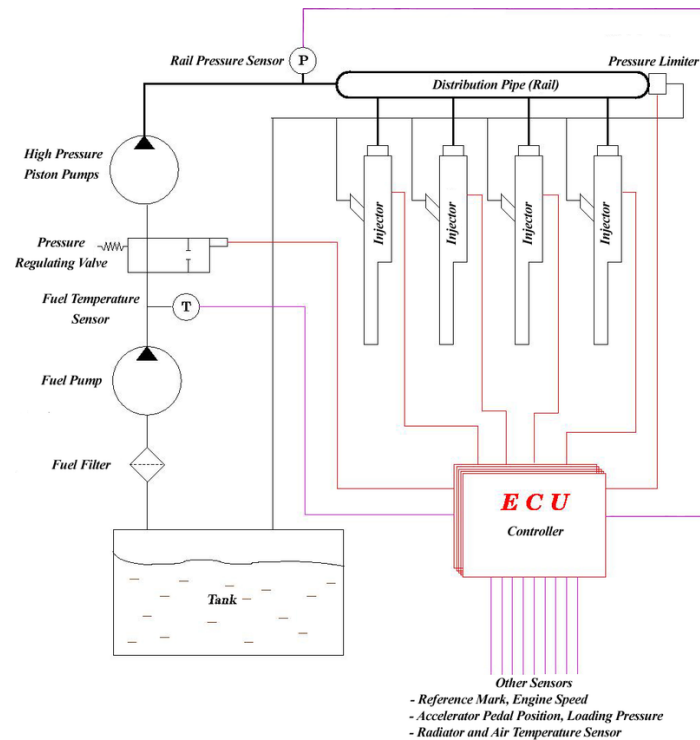 Rail Pressure Sensor
P
Pressure Limiter
Distribution Pipe (Rail)
High Pressure
Piston Pumps
Injector
Injector
Injector
Injector
Pressure
Regulating Valve
Fuel Temperature
Sensor
T
Fuel Pump
Fuel Filter
E C U
Controller
Tank
Other Sensors
- Reference Mark, Engine Speed
- Accelerator Pedal Position, Loading Pressure
- Radiator and Air Temperature Sensor